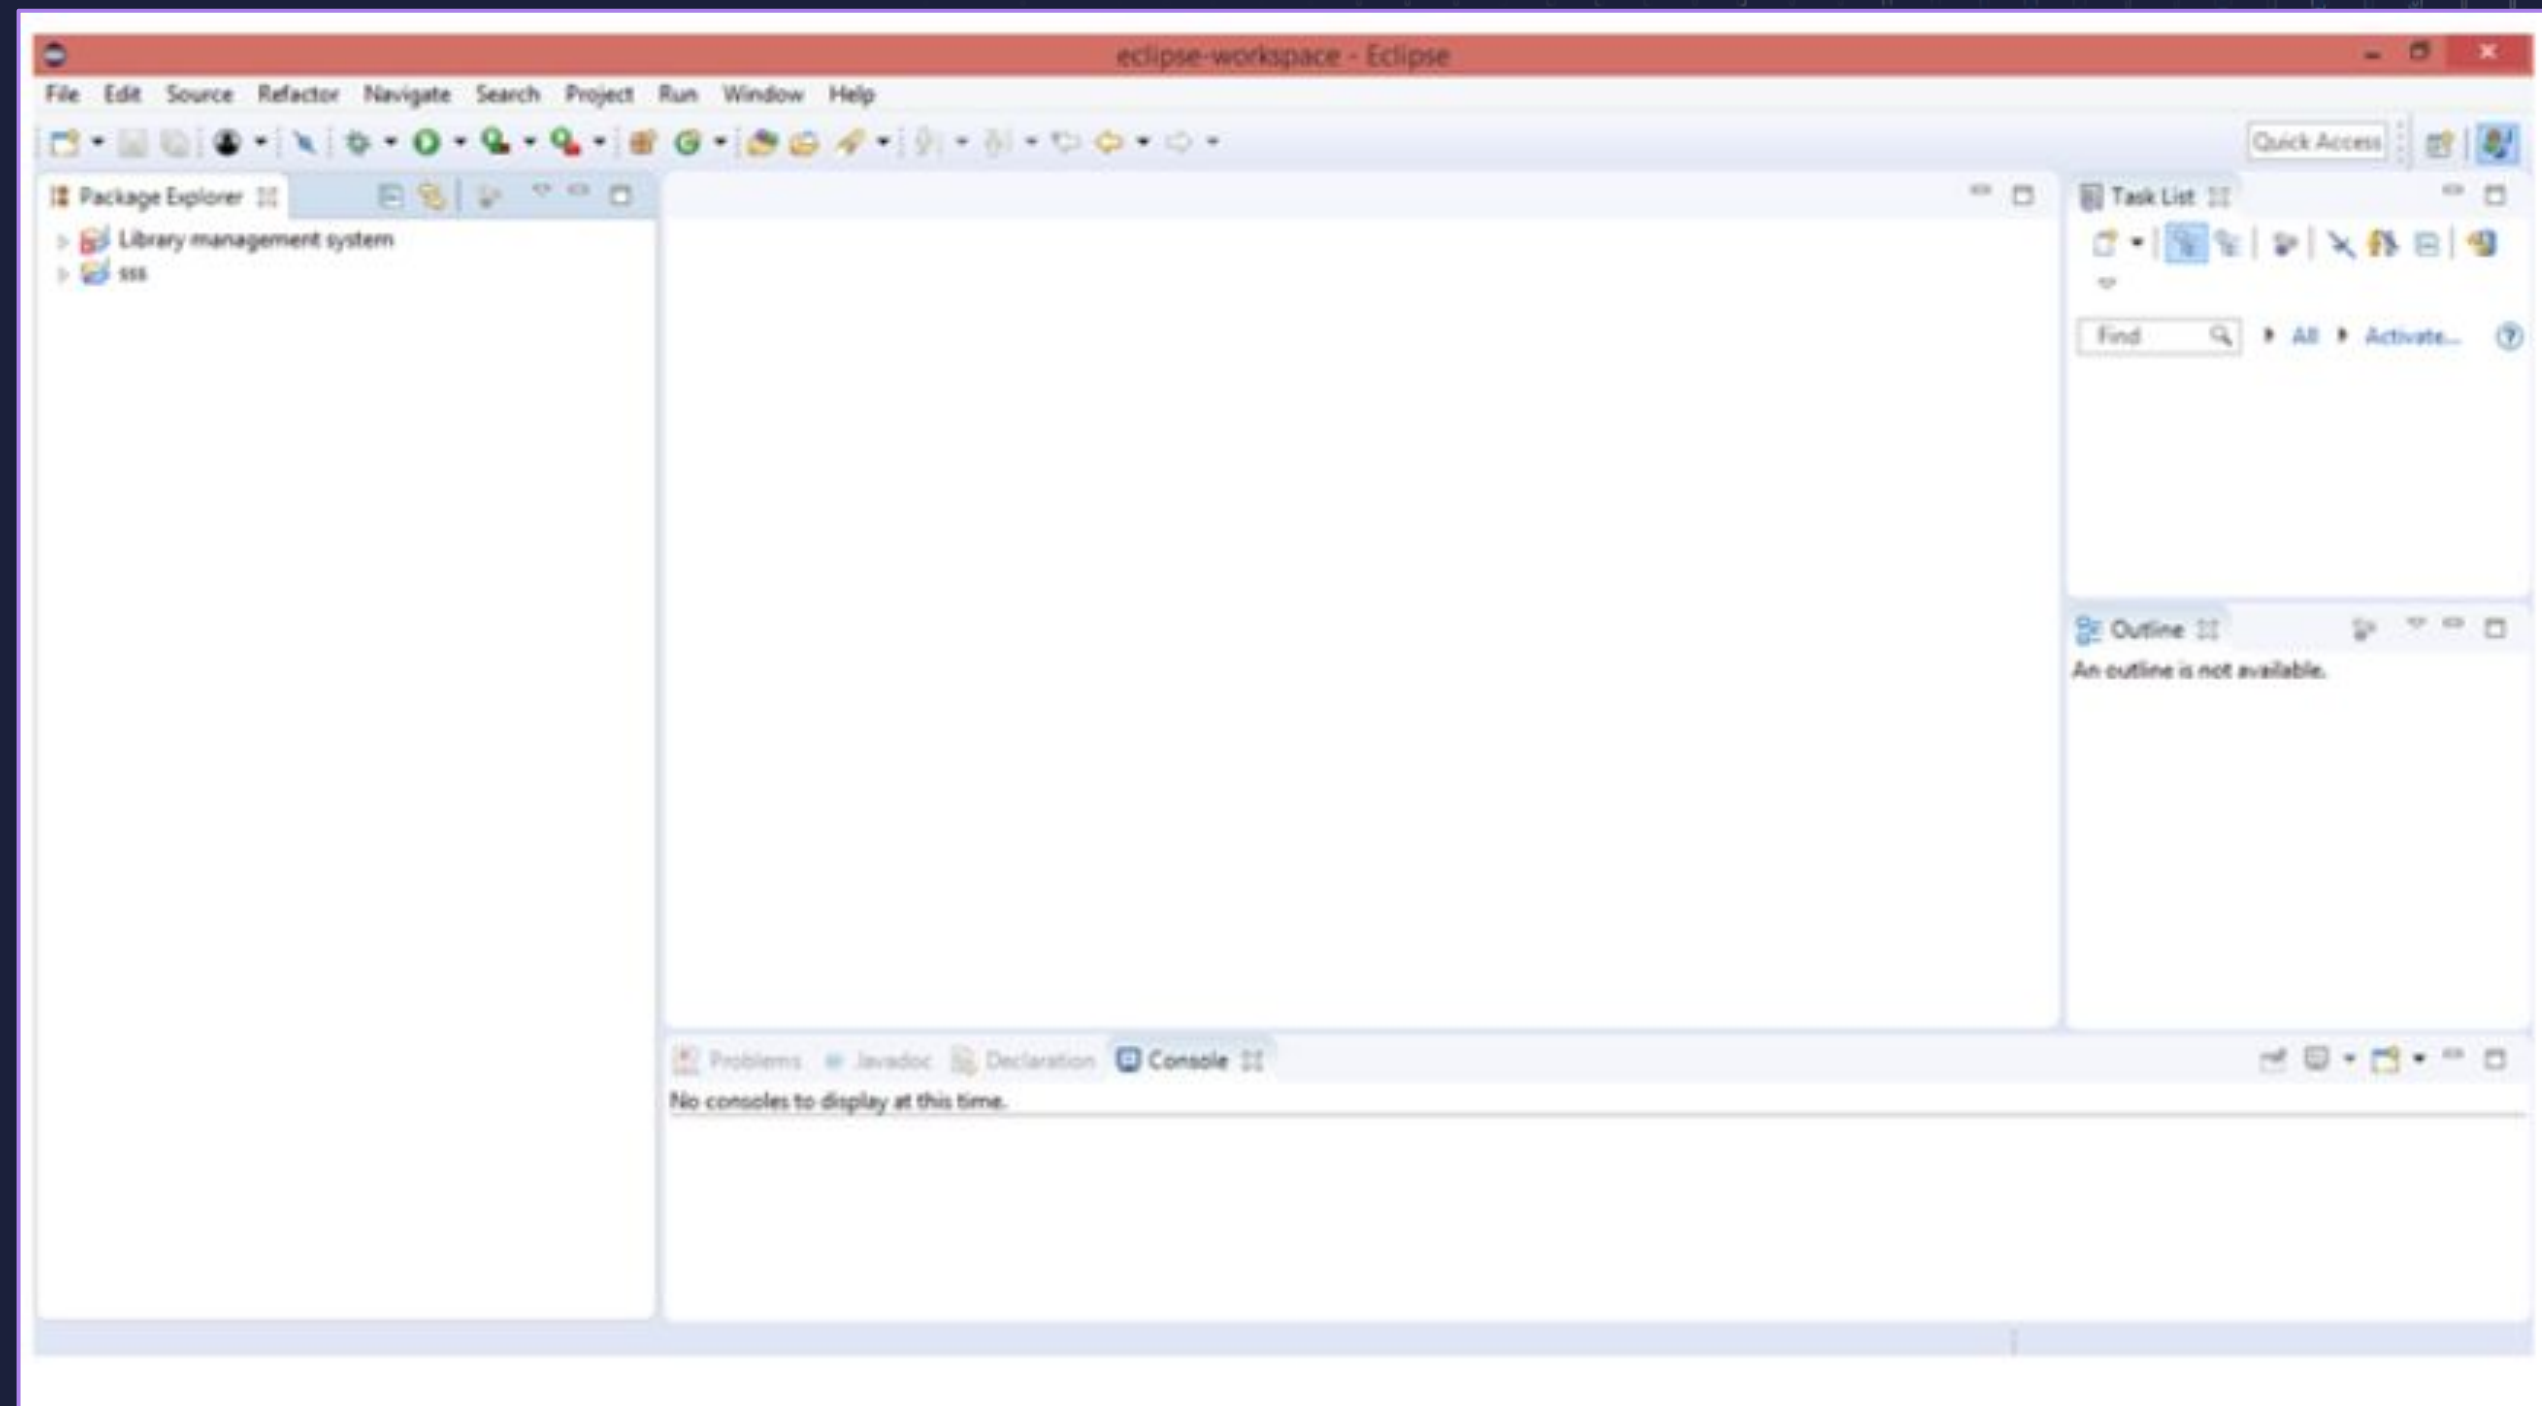 eclipse-workspace - Eclipse
File Edit Source Refactor Navigate Search Project Run Window Help
Quick Access
Package Explorer
Library management system
sss
Task List
Find All Activate...
Outline
An outline is not available.
Problems Javadoc Declaration Console
No consoles to display at this time.